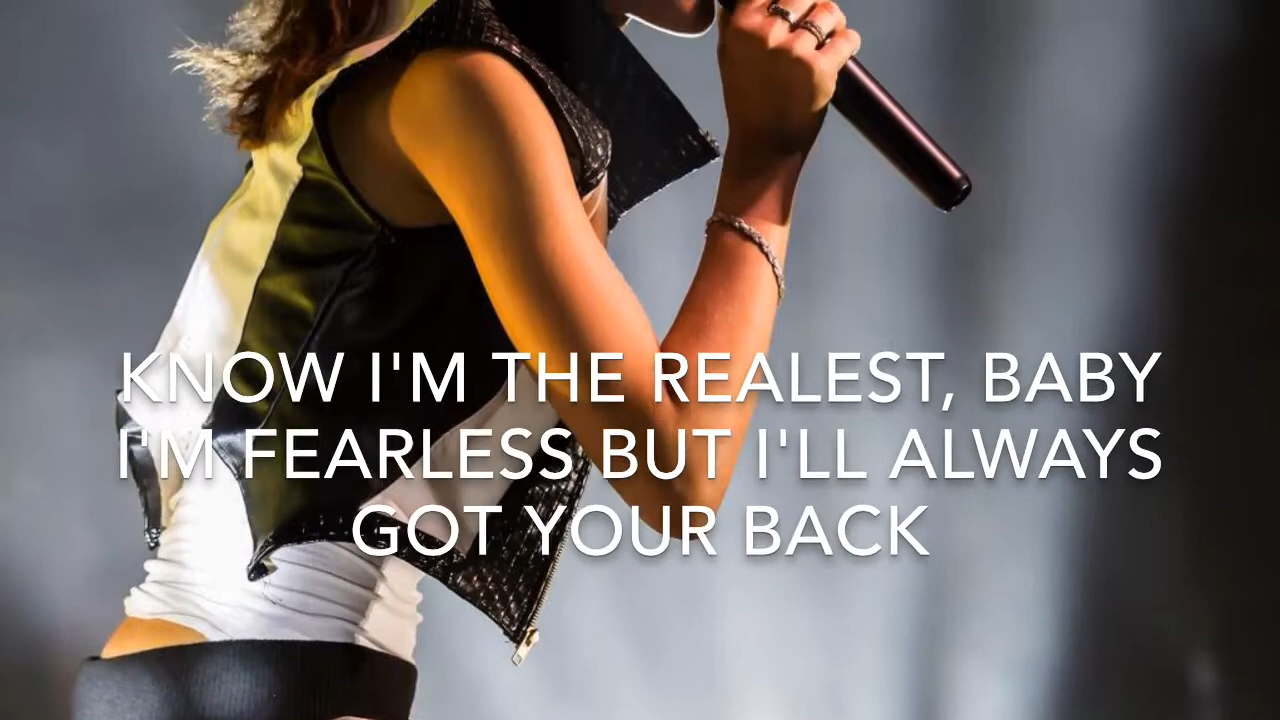 KNOW I'M THE REALEST, BABY
I'M FEARLESS BUT I'LL ALWAYS
GOT YOUR BACK